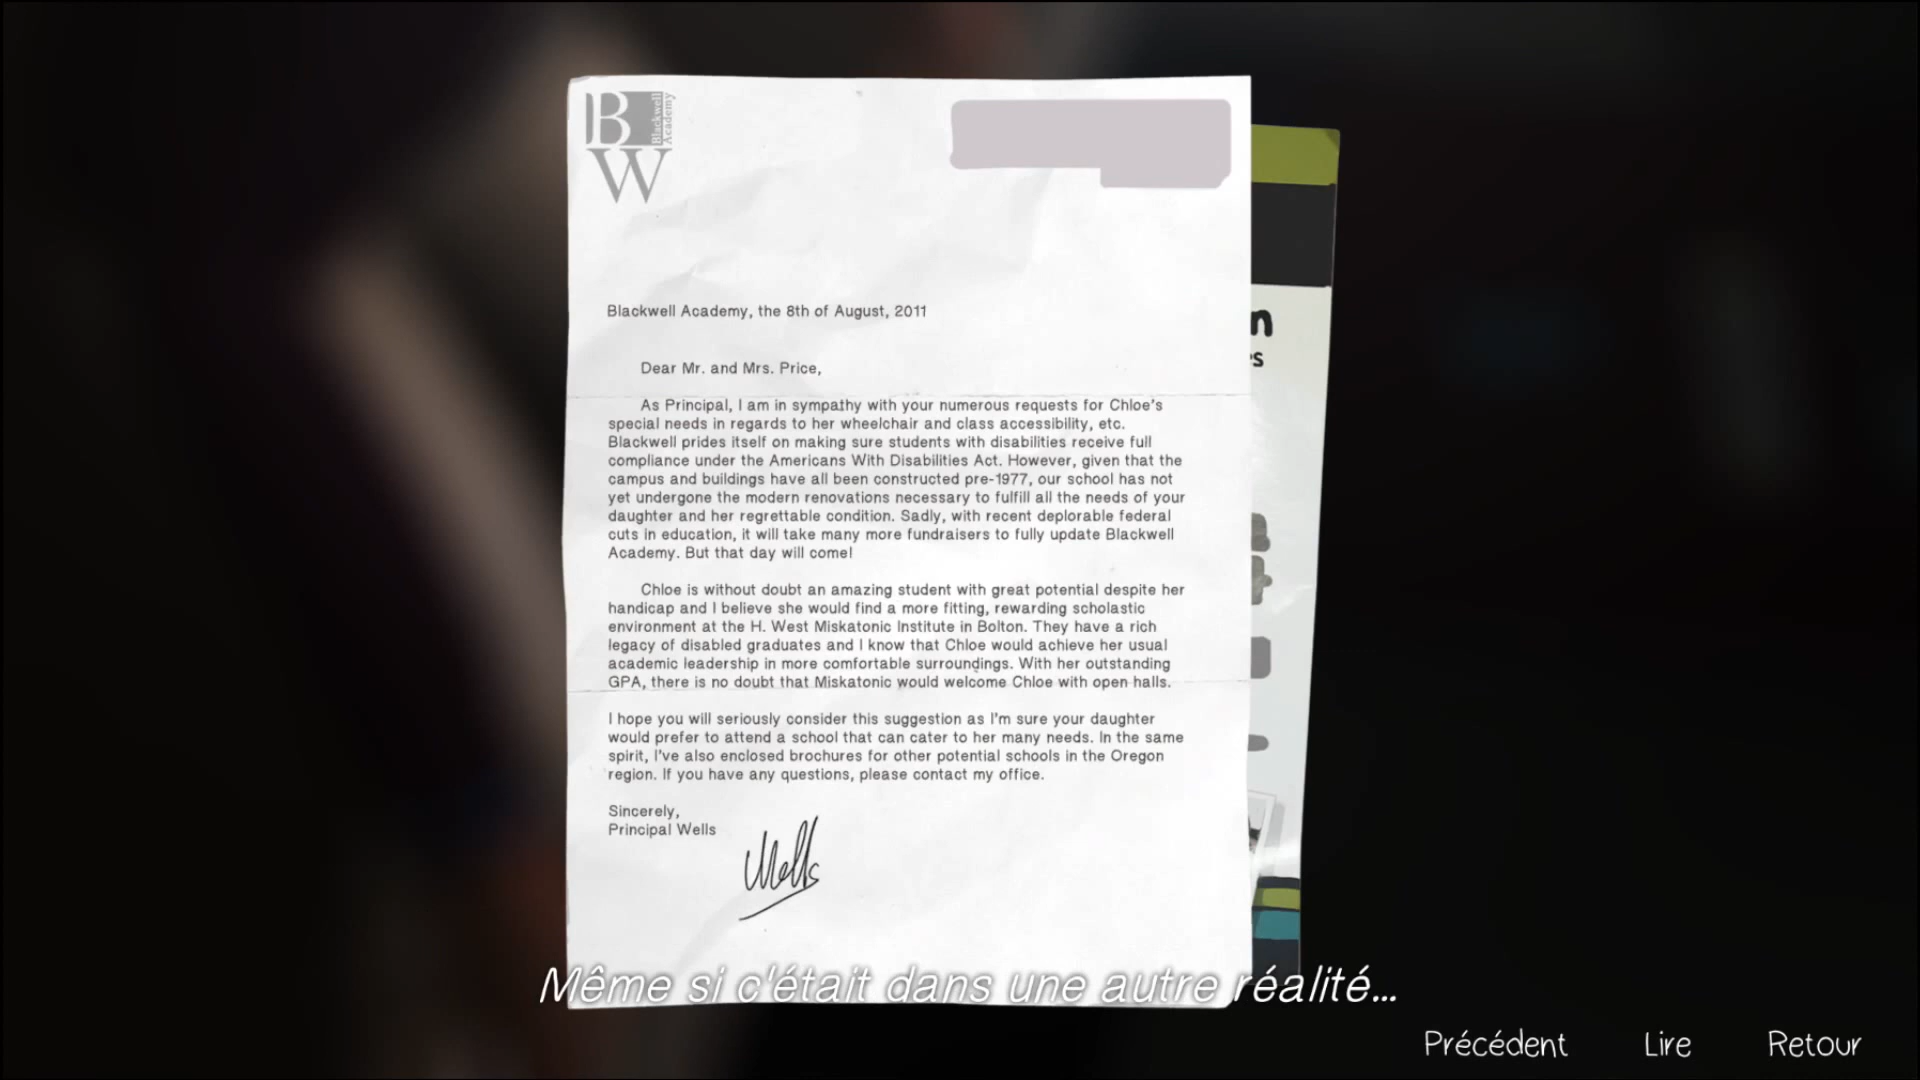 BW
Blackwell
Academy
Blackwell Academy, the 8th of August, 2011
Dear Mr. and Mrs. Price,
As Principal, I am in sympathy with your numerous requests for Chloe's
special needs in regards to her wheelchair and class accessibility, etc.
Blackwell prides itself on making sure students with disabilities receive full
compliance under the Americans With Disabilities Act. However, given that the
campus and buildings have all been constructed pre-1977, our school has not
yet undergone the modern renovations necessary to fulfill all the needs of your
daughter and her regrettable condition. Sadly, with recent deplorable federal
cuts in education, it will take many more fundraisers to fully update Blackwell
Academy. But that day will come!
Chloe is without doubt an amazing student with great potential despite her
handicap and I believe she would find a more fitting, rewarding scholastic
environment at the H. West Miskatonic Institute in Bolton. They have a rich
legacy of disabled graduates and I know that Chloe would achieve her usual
academic leadership in more comfortable surroundings. With her outstanding
GPA, there is no doubt that Miskatonic would welcome Chloe with open halls.
I hope you will seriously consider this suggestion as I'm sure your daughter
would prefer to attend a school that can cater to her many needs. In the same
spirit, I've also enclosed brochures for other potential schools in the Oregon
region. If you have any questions, please contact my office.
Sincerely,
Principal Wells
Wells
n
es
Même si c'était dans une autre réalité...
Précédent Lire Retour